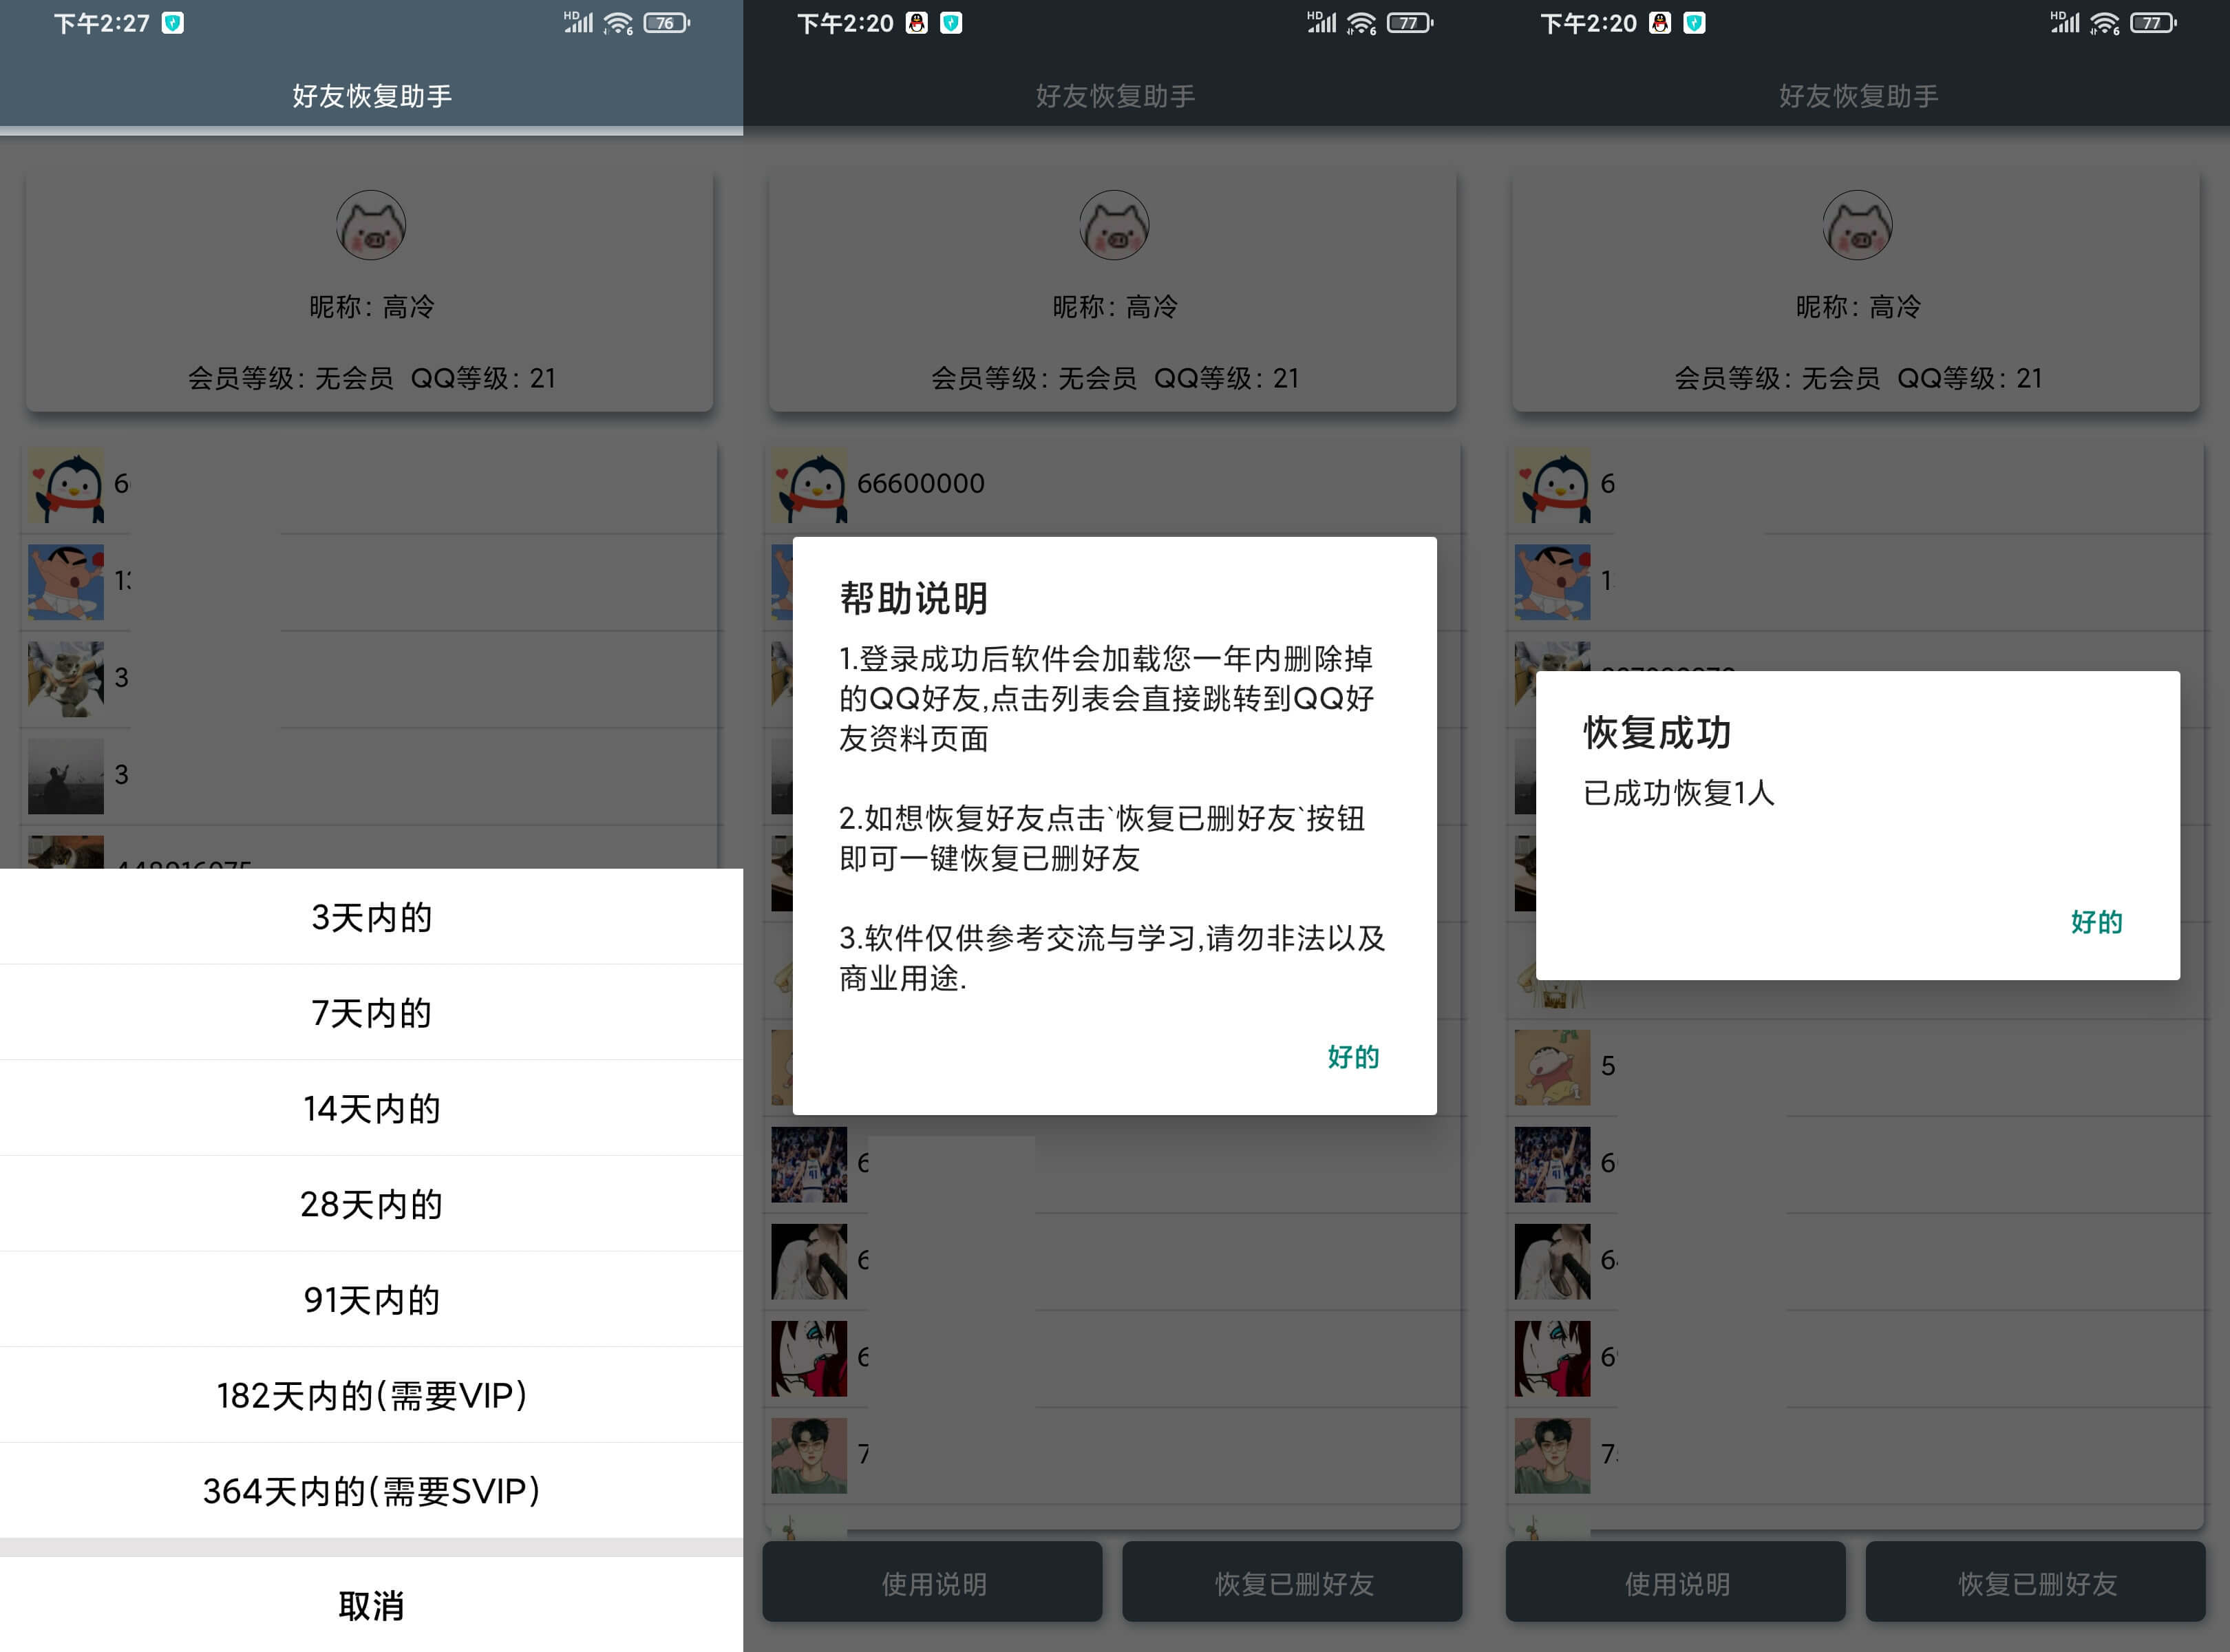 下午2:27
HD
6
76
好友恢复助手
昵称: 高冷
会员等级: 无会员 QQ等级: 21
6
1
3
3
3天内的
7天内的
14天内的
28天内的
91天内的
182天内的(需要VIP)
364天内的(需要SVIP)
取消
下午2:20
HD
6
77
好友恢复助手
昵称: 高冷
会员等级: 无会员 QQ等级: 21
66600000
帮助说明
1.登录成功后软件会加载您一年内删除掉
的QQ好友,点击列表会直接跳转到QQ好
友资料页面
2.如想恢复好友点击`恢复已删好友`按钮
即可一键恢复已删好友
3.软件仅供参考交流与学习,请勿非法以及
商业用途.
好的
6
6
6
7
使用说明
恢复已删好友
下午2:20
HD
6
77
好友恢复助手
昵称: 高冷
会员等级: 无会员 QQ等级: 21
6
1
恢复成功
已成功恢复1人
好的
5
6
6
6
7
使用说明
恢复已删好友